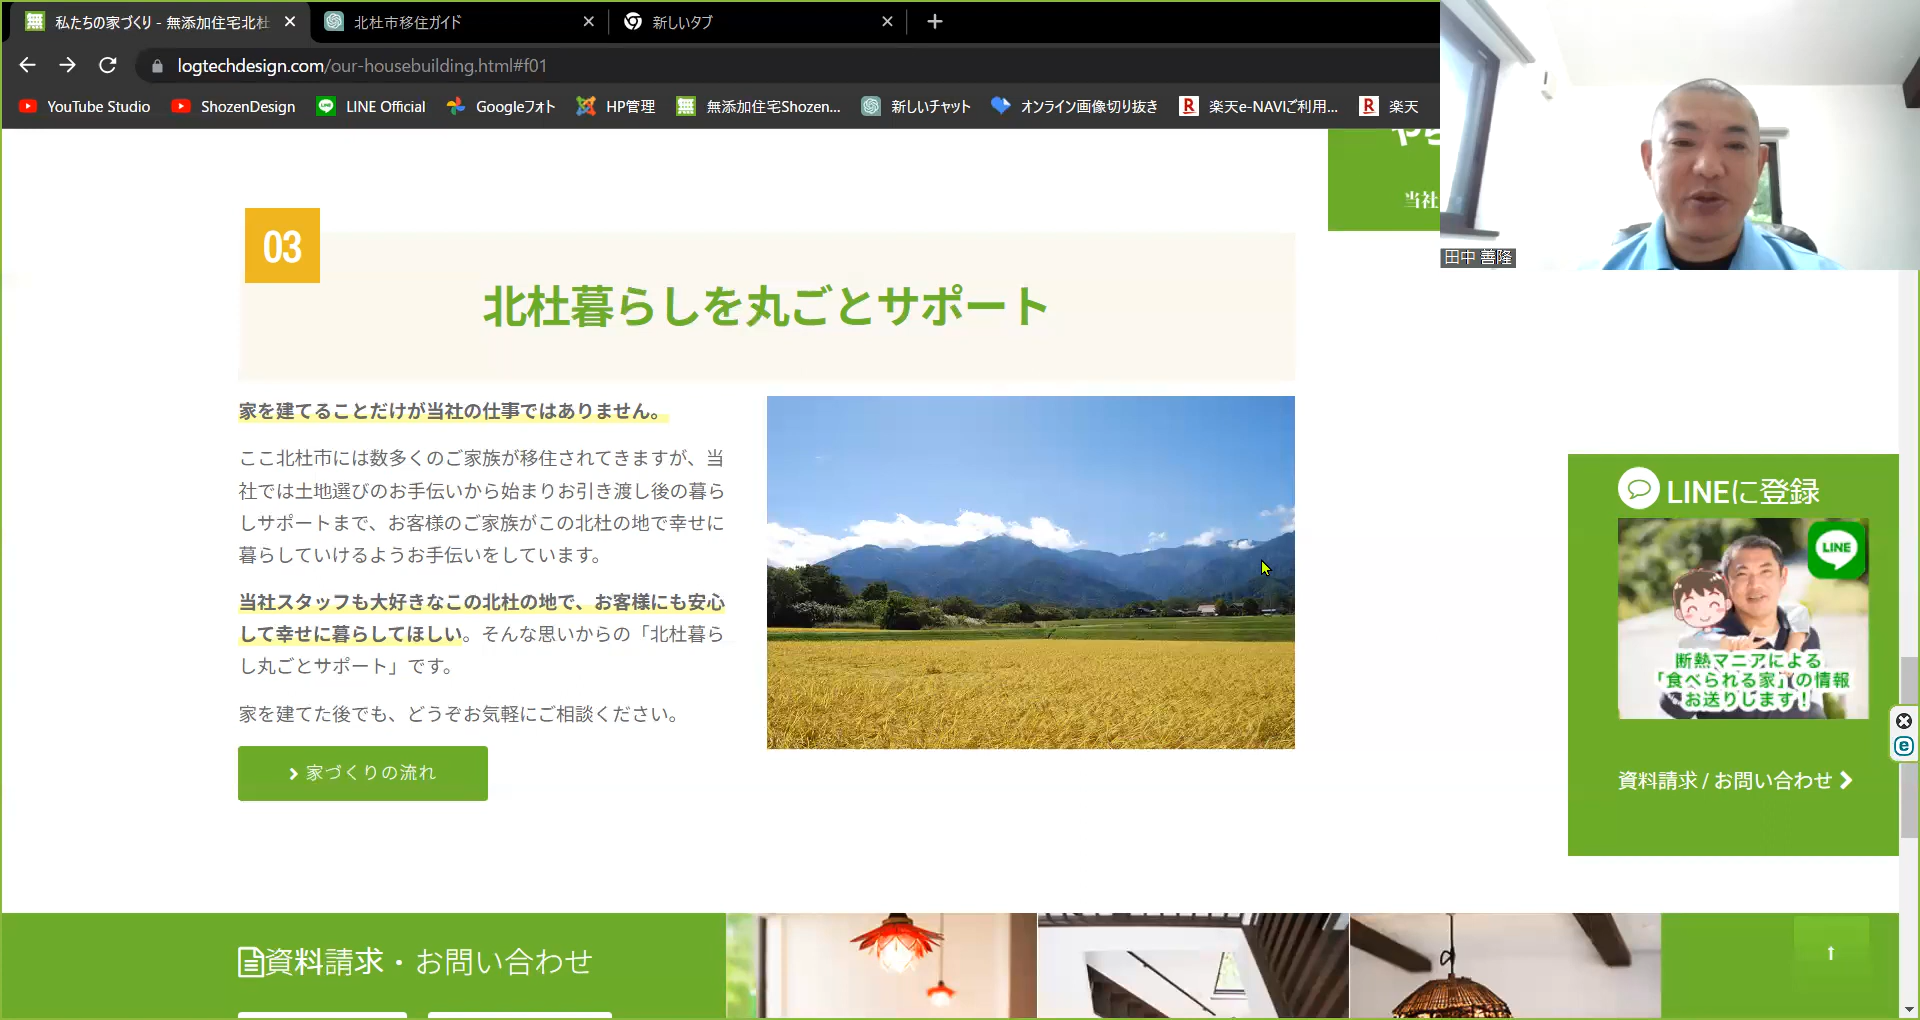 私たちの家づくり - 無添加住宅北杜
北杜市移住ガイド
新しいタブ
logtechdesign.com/our-housebuilding.html#f01
YouTube Studio
ShozenDesign
LINE Official
Googleフォト
HP管理
無添加住宅Shozen...
新しいチャット
オンライン画像切り抜き
楽天e-NAVIご利用...
楽天
当社
田中 善隆
03
北杜暮らしを丸ごとサポート
家を建てることだけが当社の仕事ではありません。
ここ北杜市には数多くのご家族が移住されてきますが、当
社では土地選びのお手伝いから始まりお引き渡し後の暮ら
しサポートまで、お客様のご家族がこの北杜の地で幸せに
暮らしていけるようお手伝いをしています。
当社スタッフも大好きなこの北杜の地で、お客様にも安心
して幸せに暮らしてほしい。そんな思いからの「北杜暮ら
し丸ごとサポート」です。
家を建てた後でも、どうぞお気軽にご相談ください。
家づくりの流れ
LINEに登録
LINE
断熱マニアによる
「食べられる家」の情報
お送りします!
資料請求 / お問い合わせ
資料請求・お問い合わせ